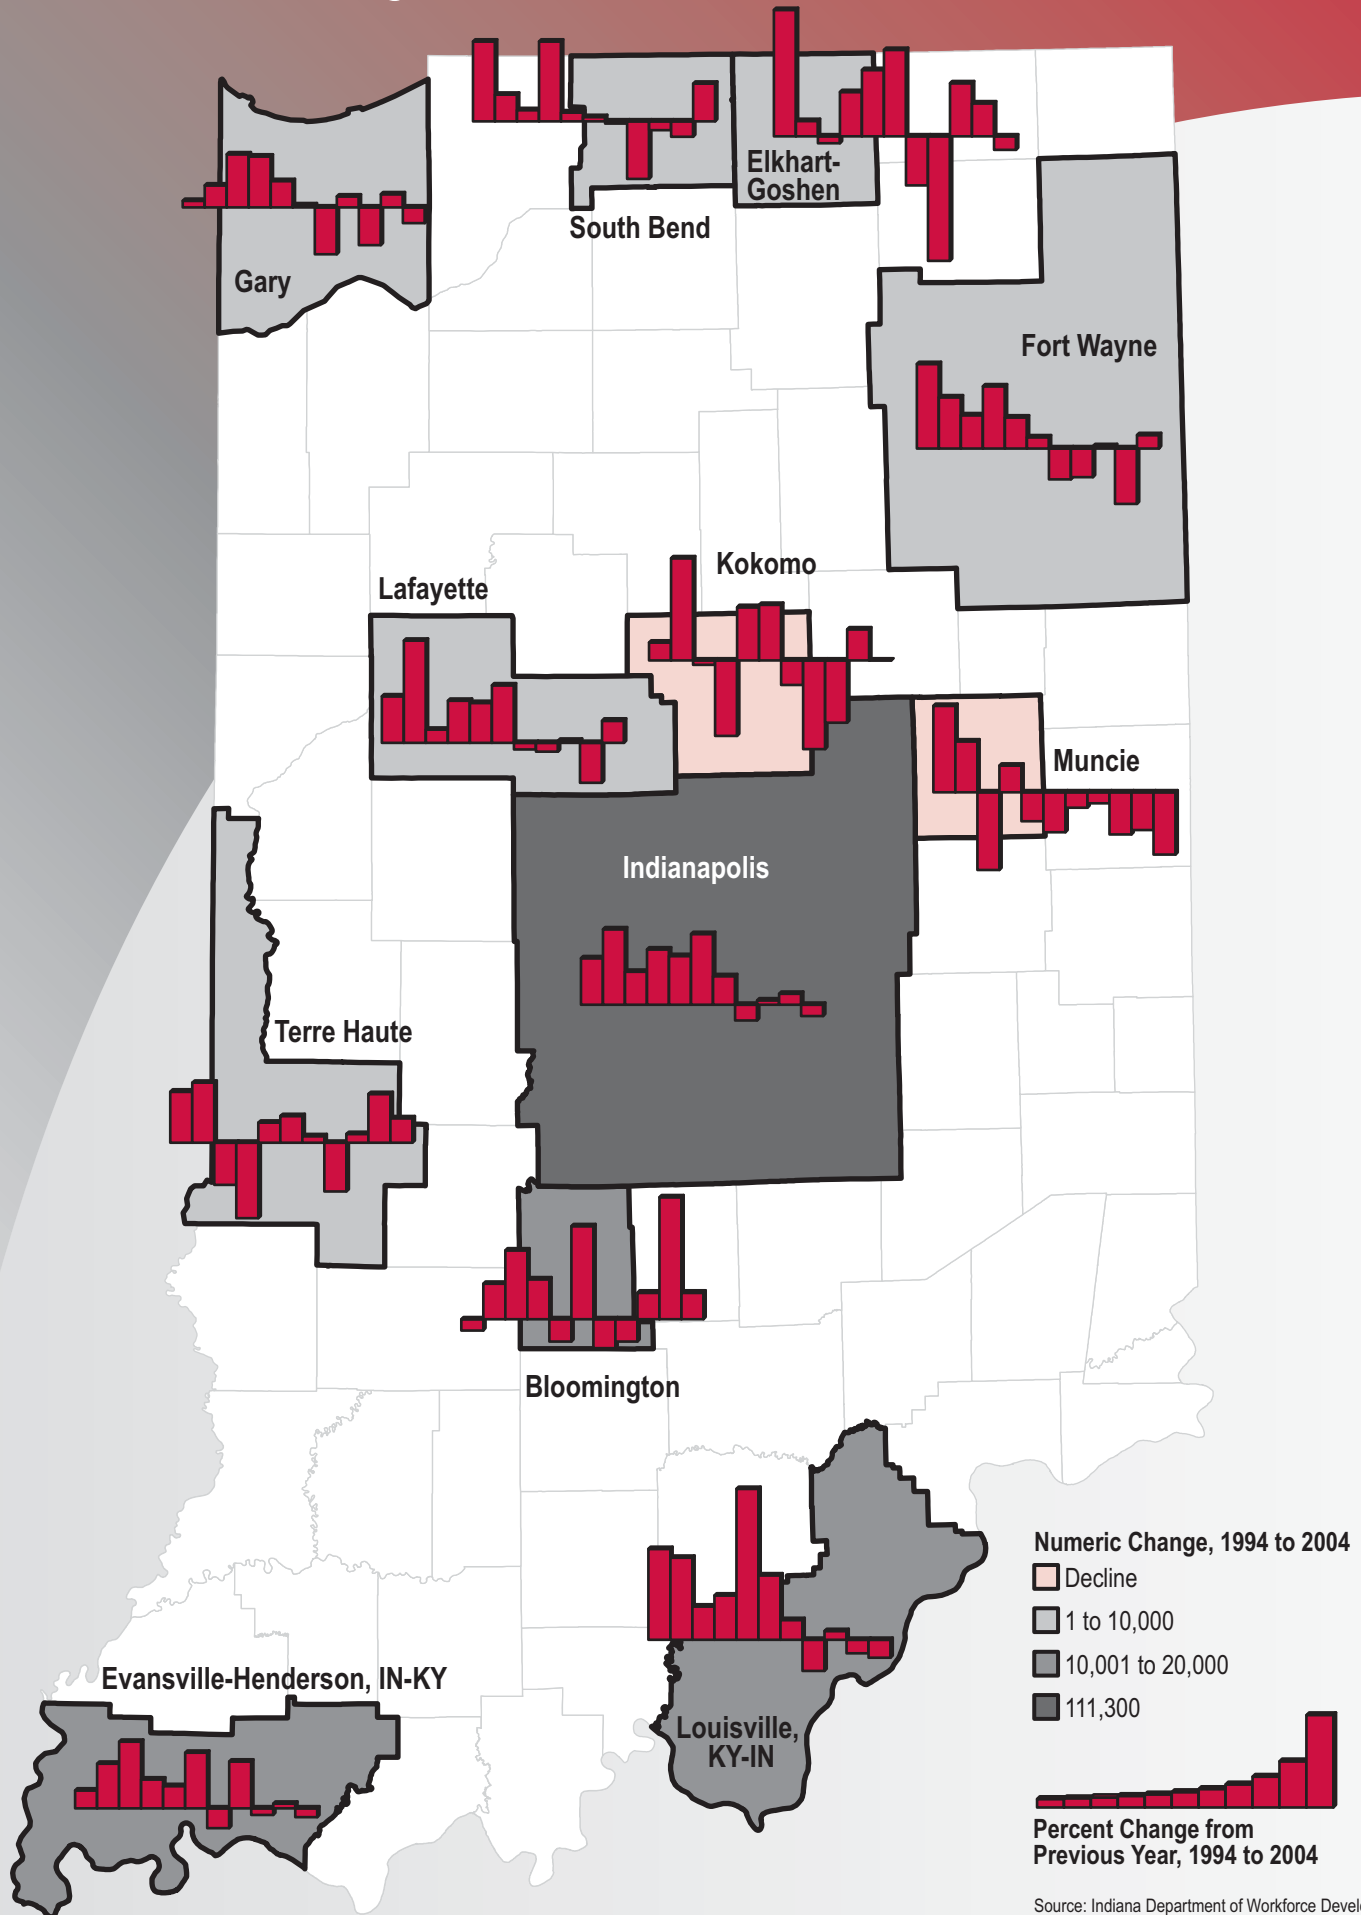 Elkhart-
Goshen
South Bend
Gary
Fort Wayne
Kokomo
Lafayette
Muncie
Indianapolis
Terre Haute
Bloomington
Evansville-Henderson, IN-KY
Louisville,
KY-IN
Numeric Change, 1994 to 2004
Decline
1 to 10,000
10,001 to 20,000
111,300
Percent Change from
Previous Year, 1994 to 2004
Source: Indiana Department of Workforce